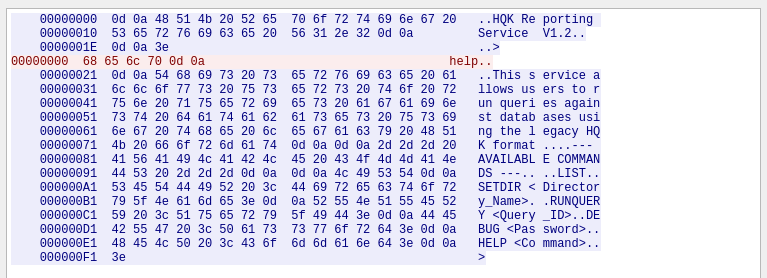 00000000 0d 0a 48 51 4b 20 52 65 70 6f 72 74 69 6e 67 20 ..HQK Re porting
00000010 53 65 72 76 69 63 65 20 56 31 2e 32 0d 0a Service V1.2..
0000001E 0d 0a 3e ..>
00000000 68 65 6c 70 0d 0a help..
00000021 0d 0a 54 68 69 73 20 73 65 72 76 69 63 65 20 61 ..This s ervice a
00000031 6c 6c 6f 77 73 20 75 73 65 72 73 20 74 6f 20 72 llows us ers to r
00000041 75 6e 20 71 75 65 72 69 65 73 20 61 67 61 69 6e un queri es again
00000051 73 74 20 64 61 74 61 62 61 73 65 73 20 75 73 69 st datab ases usi
00000061 6e 67 20 74 68 65 20 6c 65 67 61 63 79 20 48 51 ng the l egacy HQ
00000071 4b 20 66 6f 72 6d 61 74 0d 0a 0d 0a 2d 2d 2d 20 K format ....---
00000081 41 56 41 49 4c 41 42 4c 45 20 43 4f 4d 4d 41 4e AVAILABL E COMMAN
00000091 44 53 20 2d 2d 2d 0d 0a 0d 0a 4c 49 53 54 0d 0a DS ---.. ..LIST..
000000A1 53 45 54 44 49 52 20 3c 44 69 72 65 63 74 6f 72 SETDIR < Director
000000B1 79 5f 4e 61 6d 65 3e 0d 0a 52 55 4e 51 55 45 52 y_Name>. .RUNQUER
000000C1 59 20 3c 51 75 65 72 79 5f 49 44 3e 0d 0a 44 45 Y <Query _ID>..DE
000000D1 42 55 47 20 3c 50 61 73 73 77 6f 72 64 3e 0d 0a BUG <Pas sword>..
000000E1 48 45 4c 50 20 3c 43 6f 6d 6d 61 6e 64 3e 0d 0a HELP <Co mmand>..
000000F1 3e >